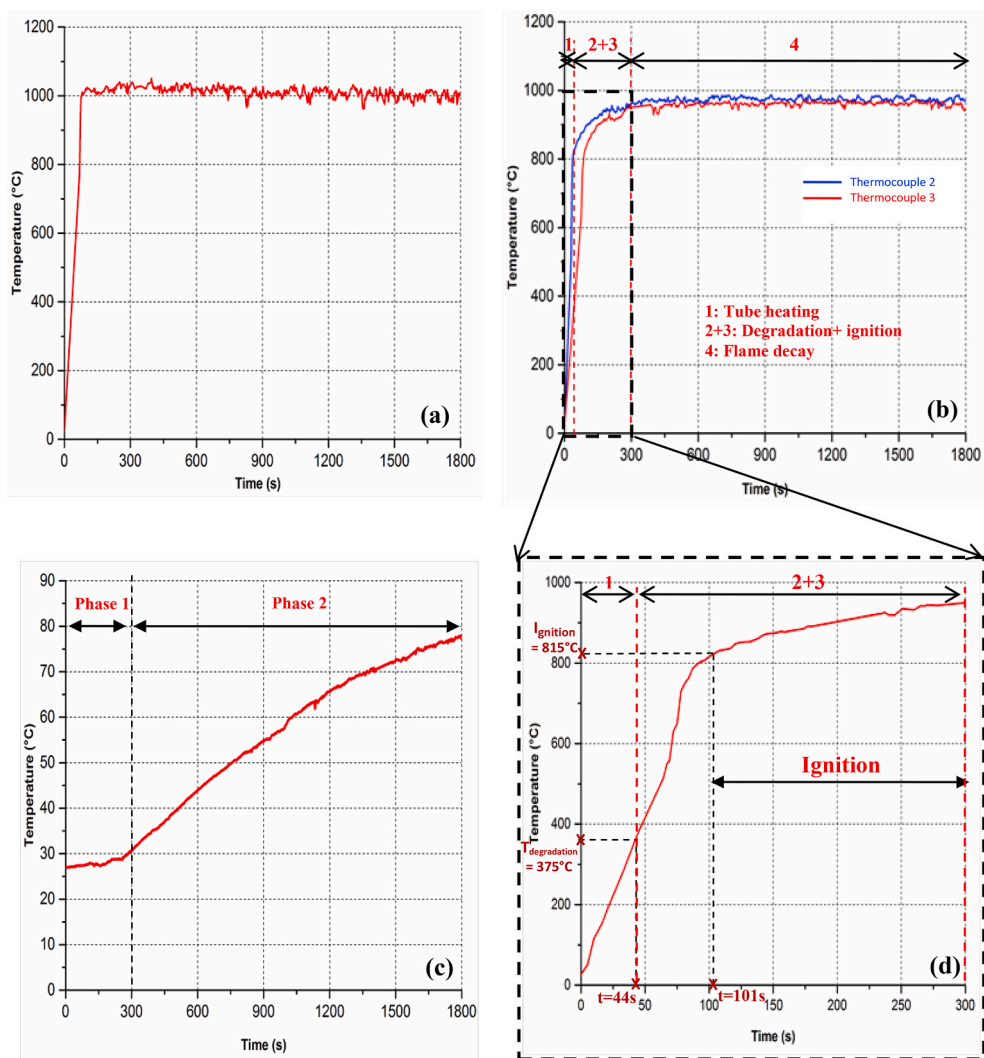 1200
1000
800
600
400
200
0
Temperature (°C)
0 300 600 900 1200 1500 1800
Time (s)
(a)
1200
1000
800
600
400
200
0
Temperature (°C)
1 2+3 4
Thermocouple 2
Thermocouple 3
1: Tube heating
2+3: Degradation+ ignition
4: Flame decay
(b)
0 300 600 900 1200 1500 1800
Time (s)
90
80
70
60
50
40
30
20
10
0
Temperature (°C)
Phase 1 Phase 2
(c)
0 300 600 900 1200 1500 1800
Time (s)
1000
800
600
400
200
0
Temperature (°C)
1 2+3
Ignition
= 815°C
Ignition
Tdegradation
= 375°C
(d)
t=44s t=101s
0 50 100 150 200 250 300
Time (s)